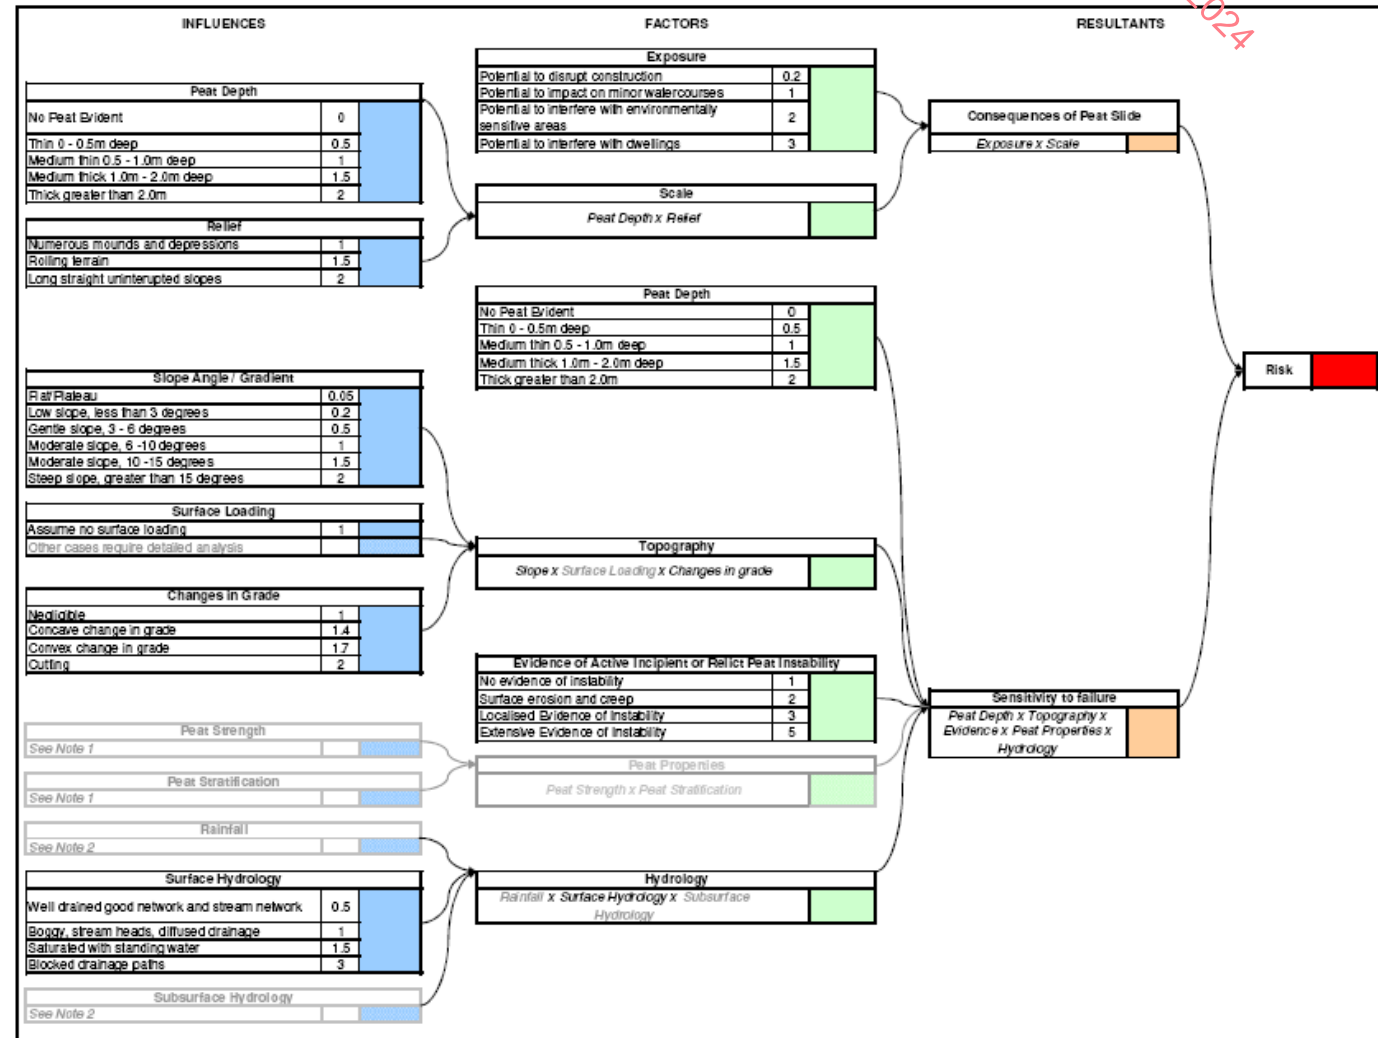 INFLUENCES
FACTORS
RESULTANTS
2024
Peat Depth
No Peat Evident 0
Thin 0 - 0.5m deep 0.5
Medium thin 0.5 - 1.0m deep 1
Medium thick 1.0m - 2.0m deep 1.5
Thick greater than 2.0m 2
Relief
Numerous mounds and depressions 1
Rolling terrain 1.5
Long straight uninterupted slopes 2
Slope Angle / Gradient
Flat/Plateau 0.05
Low slope, less than 3 degrees 0.2
Gentle slope, 3 - 6 degrees 0.5
Moderate slope, 6 -10 degrees 1
Moderate slope, 10 -15 degrees 1.5
Steep slope, greater than 15 degrees 2
Surface Loading
Assume no surface loading 1
Other cases require detailed analysis
Changes in Grade
Negligible 1
Concave change in grade 1.4
Convex change in grade 1.7
Cutting 2
Peat Strength
See Note 1
Peat Stratification
See Note 1
Rainfall
See Note 2
Surface Hydrology
Well drained good network and stream network 0.5
Boggy, stream heads, diffused drainage 1
Saturated with standing water 1.5
Blocked drainage paths 3
Subsurface Hydrology
See Note 2
Exposure
Potential to disrupt construction 0.2
Potential to impact on minor watercourses 1
Potential to interfere with environmentally
sensitive areas 2
Potential to interfere with dwellings 3
Scale
Peat Depth x Relief
Peat Depth
No Peat Evident 0
Thin 0 - 0.5m deep 0.5
Medium thin 0.5 - 1.0m deep 1
Medium thick 1.0m - 2.0m deep 1.5
Thick greater than 2.0m 2
Topography
Slope x Surface Loading x Changes in grade
Evidence of Active Incipient or Relict Peat Instability
No evidence of instability 1
Surface erosion and creep 2
Localised Evidence of Instability 3
Extensive Evidence of Instability 5
Peat Properties
Peat Strength x Peat Stratification
Hydrology
Rainfall x Surface Hydrology x Subsurface
Hydrology
Consequences of Peat Slide
Exposure x Scale
Sensitivity to failure
Peat Depth x Topography x
Evidence x Peat Properties x
Hydrology
Risk